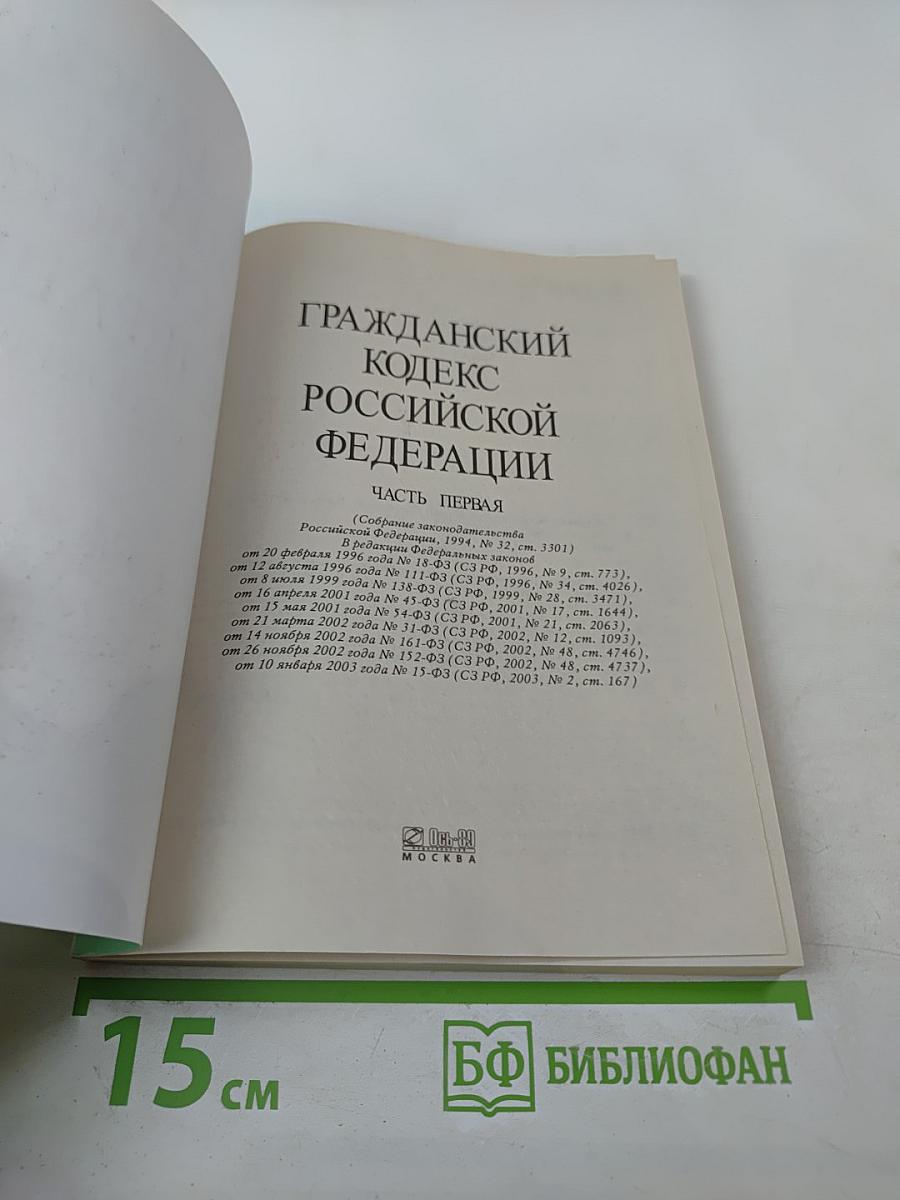 ГРАЖДАНСКИЙ
КОДЕКС
РОССИЙСКОЙ
ФЕДЕРАЦИИ
ЧАСТЬ ПЕРВАЯ
(Собрание законодательства
Российской Федерации, 1994, № 32, ст. 3301)
В редакции Федеральных законов
от 20 февраля 1996 года № 18-ФЗ (СЗ РФ, 1996, № 9, ст. 773),
от 12 августа 1996 года № 111-ФЗ (СЗ РФ, 1996, № 34, ст. 4026),
от 8 июля 1999 года № 138-ФЗ (СЗ РФ, 1999, № 28, ст. 3471),
от 16 апреля 2001 года № 45-ФЗ (СЗ РФ, 2001, № 17, ст. 1644),
от 15 мая 2001 года № 54-ФЗ (СЗ РФ, 2001, № 21, ст. 2063),
от 21 марта 2002 года № 31-ФЗ (СЗ РФ, 2002, № 12, ст. 1093),
от 14 ноября 2002 года № 161-ФЗ (СЗ РФ, 2002, № 48, ст. 4746),
от 26 ноября 2002 года № 152-ФЗ (СЗ РФ, 2002, № 48, ст. 4737),
от 10 января 2003 года № 15-ФЗ (СЗ РФ, 2003, № 2, ст. 167)
Ось-89
МОСКВА
15 см
БФ БИБЛИОФАН